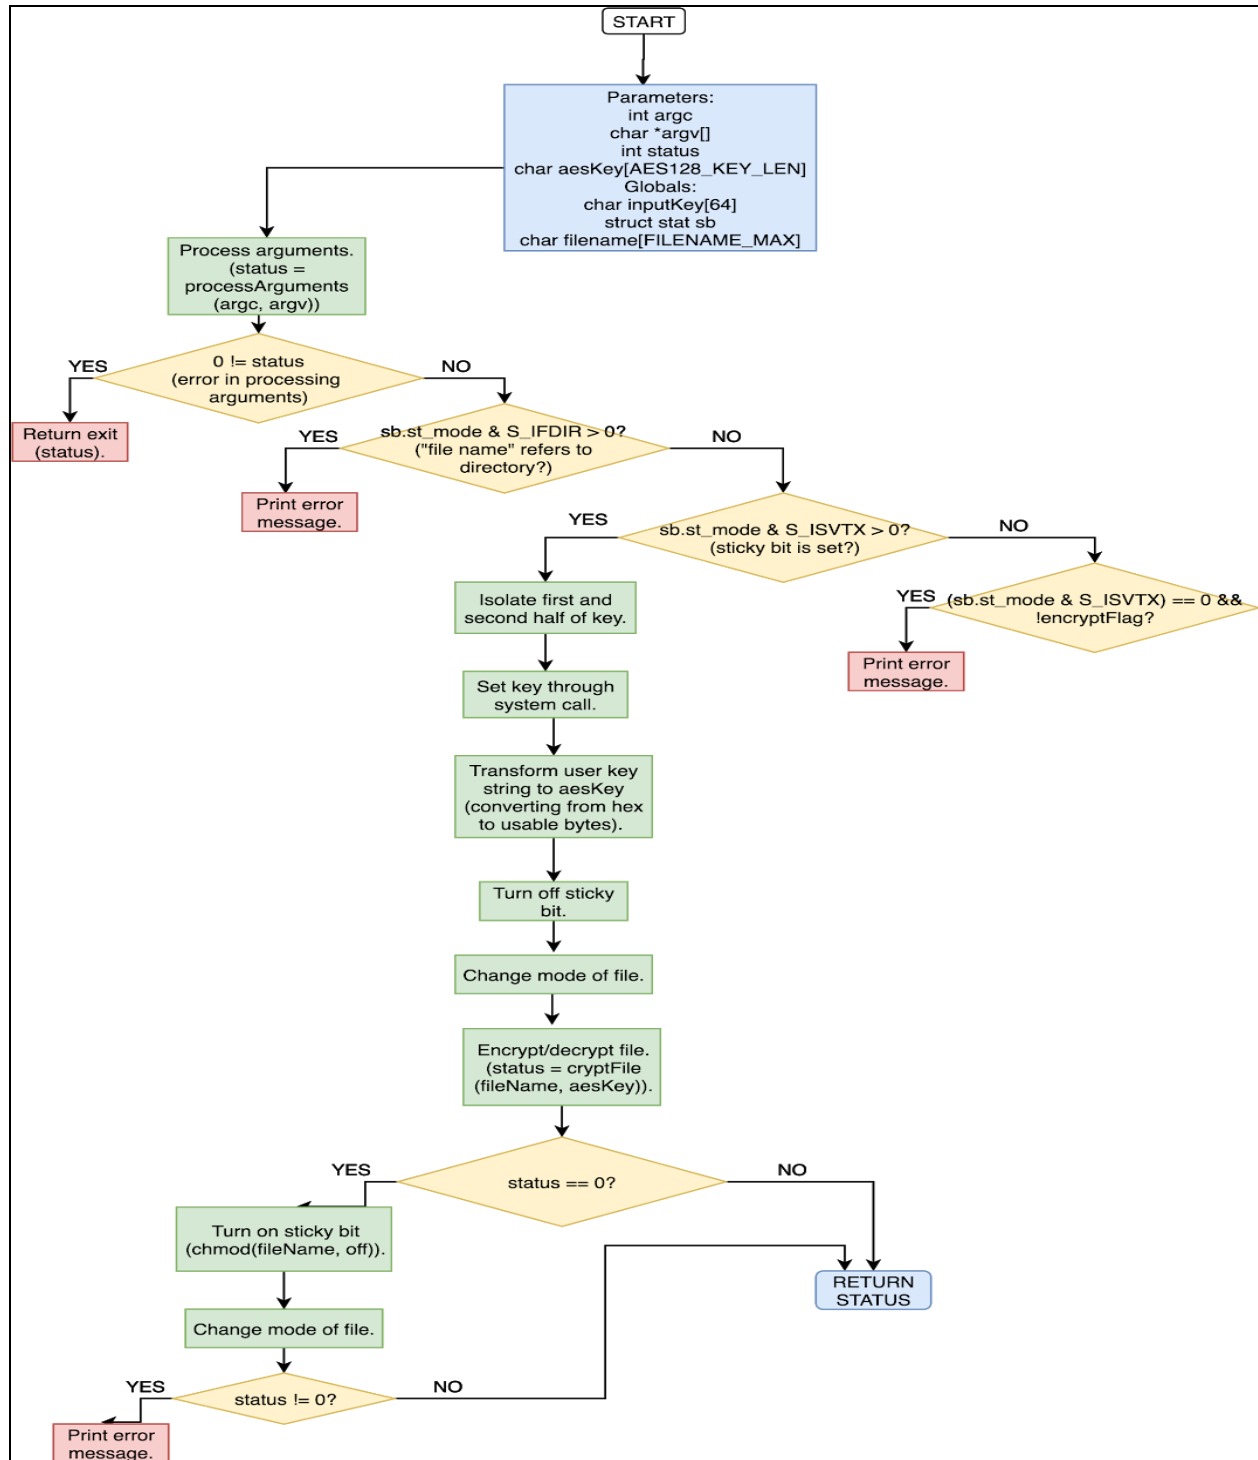 START
Parameters:
int argc
char *argv[]
int status
char aesKey[AES128_KEY_LEN]
Globals:
char inputKey[64]
struct stat sb
char filename[FILENAME_MAX]
Process arguments.
(status =
processArguments
(argc, argv))
YES
0 != status
(error in processing
arguments)
NO
Return exit
(status).
YES
sb.st_mode & S_IFDIR > 0?
("file name" refers to
directory?)
NO
Print error
message.
YES
sb.st_mode & S_ISVTX > 0?
(sticky bit is set?)
NO
Isolate first and
second half of key.
YES
(sb.st_mode & S_ISVTX) == 0 &&
!encryptFlag?
Print error
message.
Set key through
system call.
Transform user key
string to aesKey
(converting from hex
to usable bytes).
Turn off sticky
bit.
Change mode of file.
Encrypt/decrypt file.
(status = cryptFile
(fileName, aesKey)).
YES
status == 0?
NO
Turn on sticky bit
(chmod(fileName, off)).
RETURN
STATUS
Change mode of file.
YES
status != 0?
NO
Print error
message.